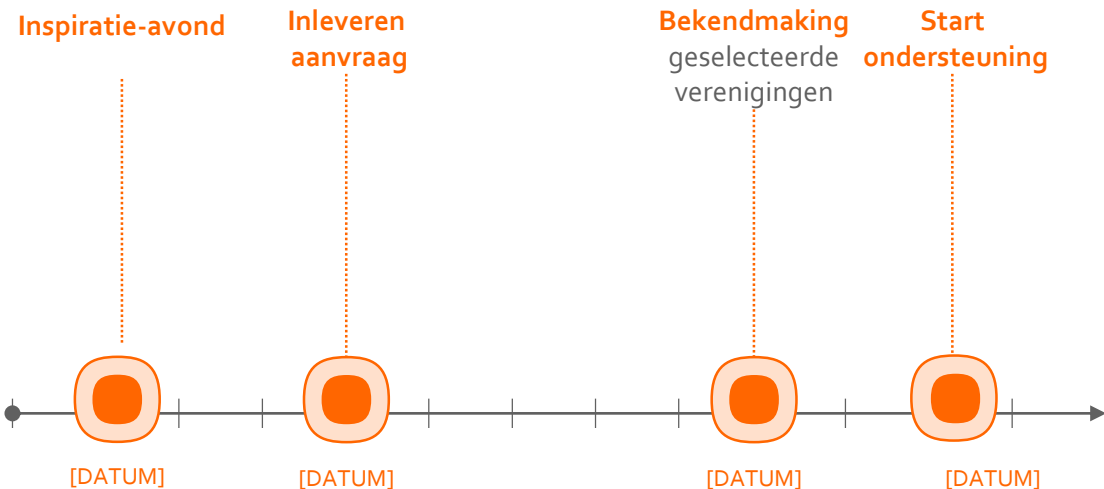 Inspiratie-avond
Inleveren
aanvraag
Bekendmaking
geselecteerde
verenigingen
Start
ondersteuning
[DATUM]
[DATUM]
[DATUM]
[DATUM]